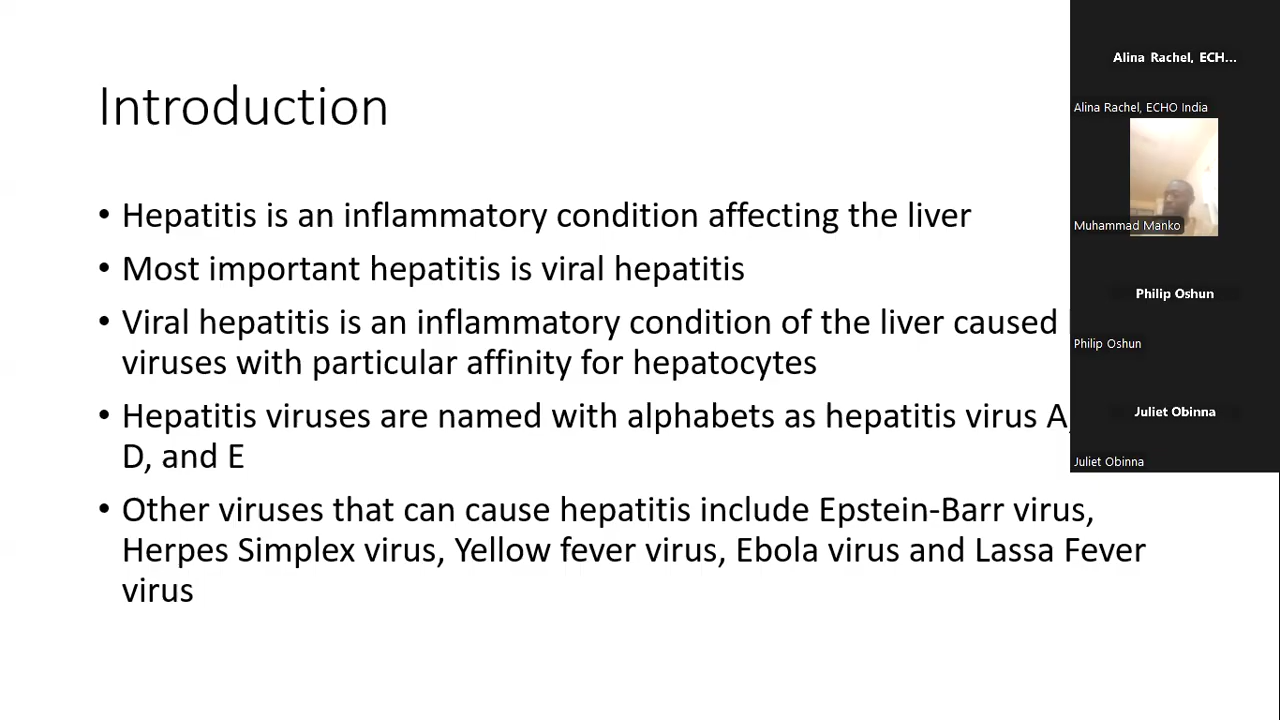 Introduction
• Hepatitis is an inflammatory condition affecting the liver
• Most important hepatitis is viral hepatitis
• Viral hepatitis is an inflammatory condition of the liver caused
viruses with particular affinity for hepatocytes
• Hepatitis viruses are named with alphabets as hepatitis virus A,
D, and E
• Other viruses that can cause hepatitis include Epstein-Barr virus,
Herpes Simplex virus, Yellow fever virus, Ebola virus and Lassa Fever
virus
Alina Rachel, ECH...
Alina Rachel, ECHO India
Muhammad Manko
Philip Oshun
Philip Oshun
Juliet Obinna
Juliet Obinna